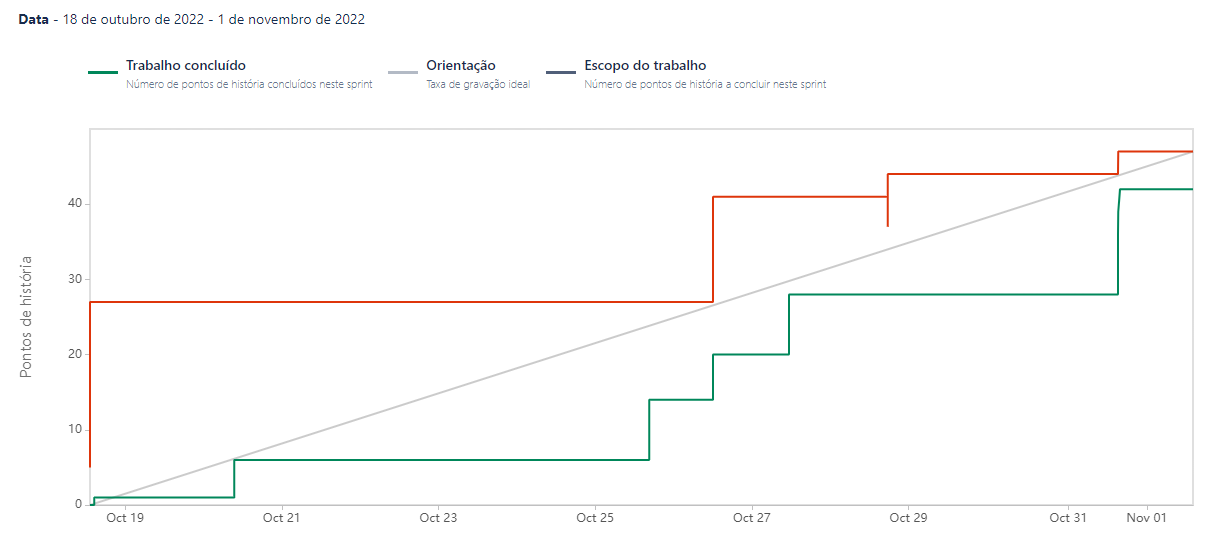 Data - 18 de outubro de 2022 - 1 de novembro de 2022
Trabalho concluído Orientação Escopo do trabalho
Número de pontos de história concluídos neste sprint Taxa de gravação ideal Número de pontos de história a concluir neste sprint
Pontos de história
40
30
20
10
0
Oct 19 Oct 21 Oct 23 Oct 25 Oct 27 Oct 29 Oct 31 Nov 01